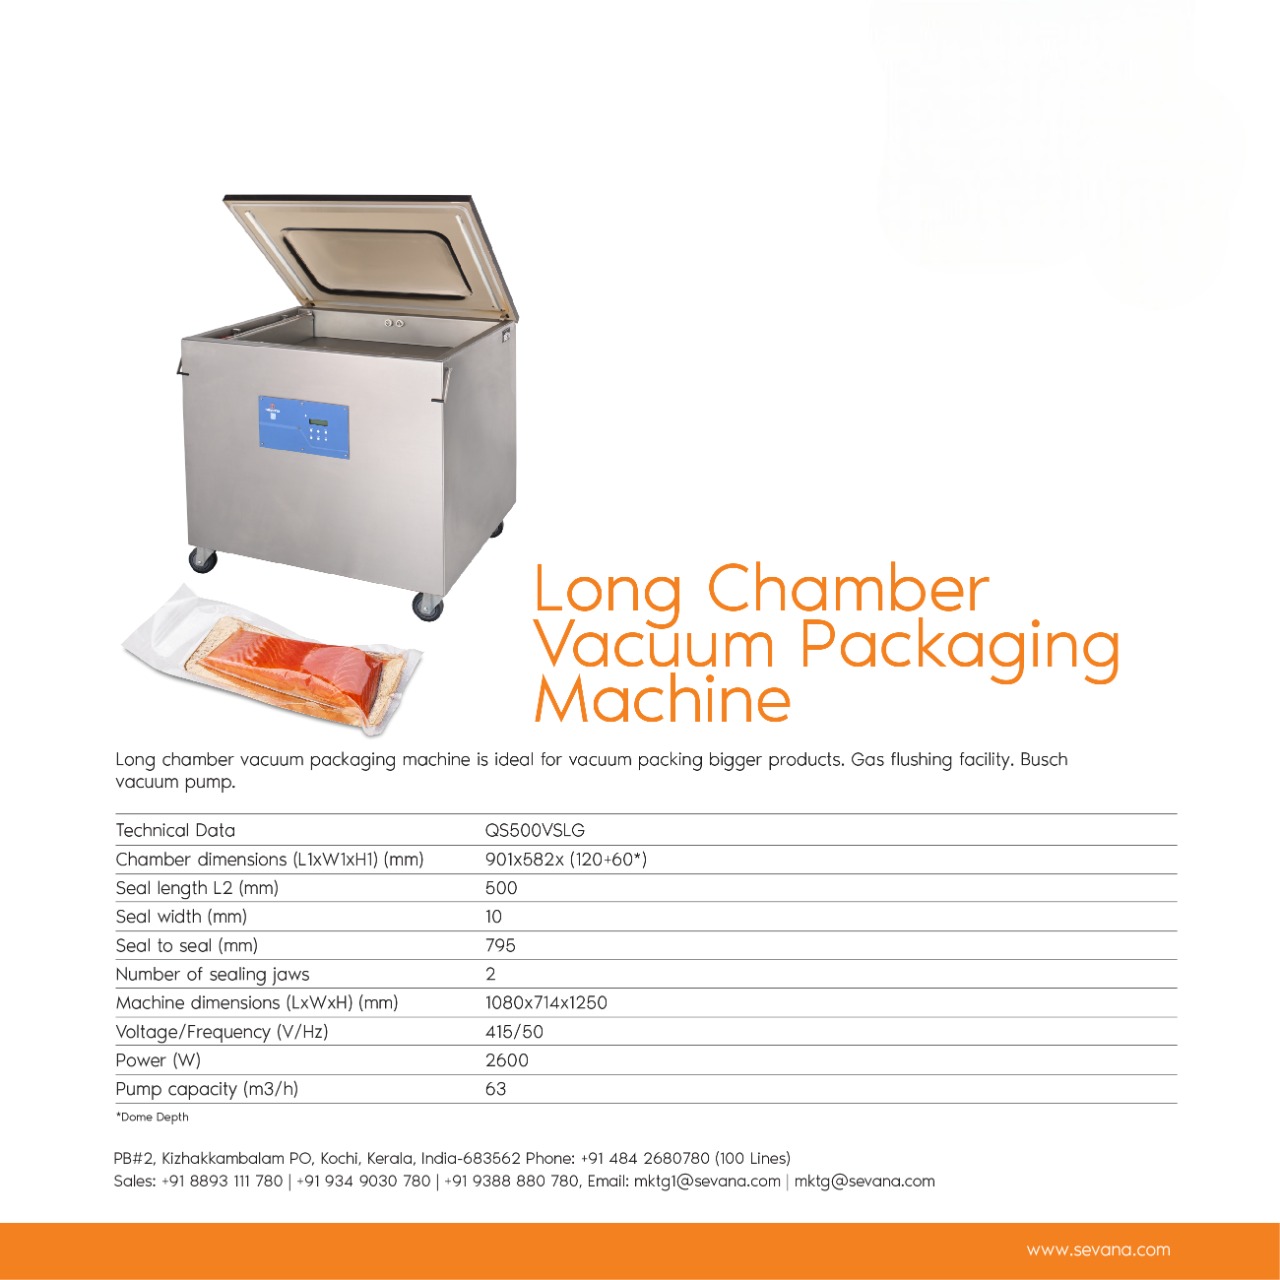 Long Chamber
Vacuum Packaging
Machine
Long chamber vacuum packaging machine is ideal for vacuum packing bigger products. Gas flushing facility. Busch
vacuum pump.
Technical Data QS500VSLG
Chamber dimensions (L1xW1xH1) (mm) 901x582x (120+60*)
Seal length L2 (mm) 500
Seal width (mm) 10
Seal to seal (mm) 795
Number of sealing jaws 2
Machine dimensions (LxWxH) (mm) 1080x714x1250
Voltage/Frequency (V/Hz) 415/50
Power (W) 2600
Pump capacity (m3/h) 63
*Dome Depth
PB#2, Kizhakkambalam PO, Kochi, Kerala, India-683562 Phone: +91 484 2680780 (100 Lines)
Sales: +91 8893 111 780 | +91 934 9030 780 | +91 9388 880 780, Email: mktg1@sevana.com | mktg@sevana.com
www.sevana.com